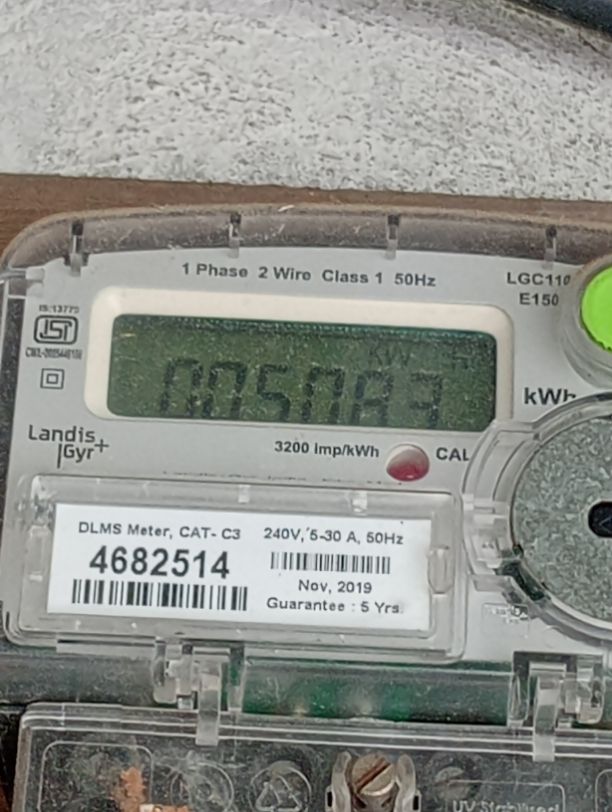 1 Phase 2 Wire Class 1 50Hz
LGC110
E150
IS:13779
KW
kWh
Landis
Gyr+
3200 imp/kWh
CAL
DLMS Meter, CAT- C3
240V, 5-30 A, 50Hz
4682514
Nov, 2019
Guarantee : 5 Yrs.